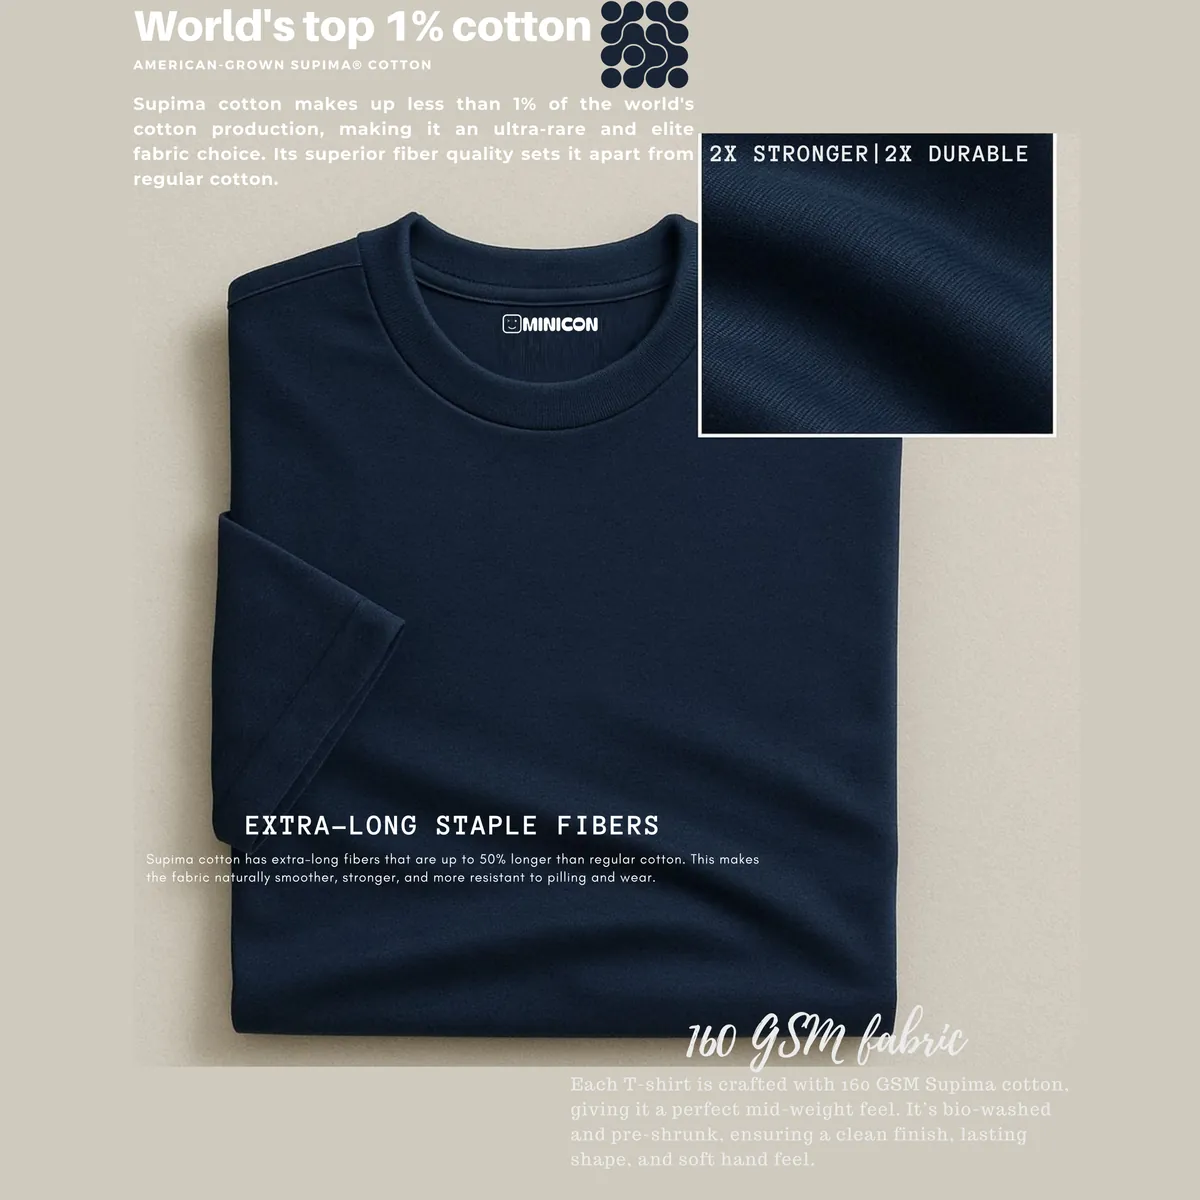 World's top 1% cotton
AMERICAN-GROWN SUPIMA® COTTON
Supima cotton makes up less than 1% of the world's
cotton production, making it an ultra-rare and elite
fabric choice. Its superior fiber quality sets it apart from
regular cotton.
2X STRONGER|2X DURABLE
MINICON
EXTRA-LONG STAPLE FIBERS
Supima cotton has extra-long fibers that are up to 50% longer than regular cotton. This makes
the fabric naturally smoother, stronger, and more resistant to pilling and wear.
160 GSM fabric
Each T-shirt is crafted with 160 GSM Supima cotton,
giving it a perfect mid-weight feel. It's bio-washed
and pre-shrunk, ensuring a clean finish, lasting
shape, and soft hand feel.